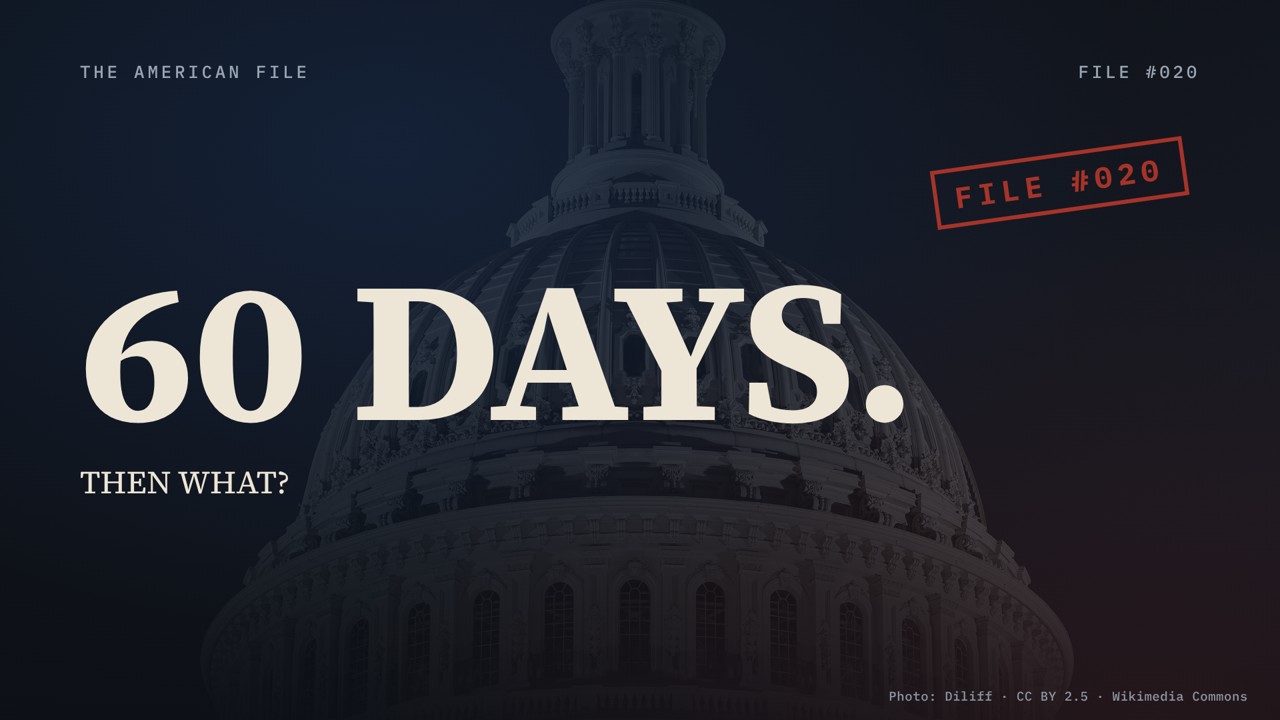 THE AMERICAN FILE
FILE #020
FILE #020
60 DAYS.
THEN WHAT?
Photo: Diliff · CC BY 2.5 · Wikimedia Commons